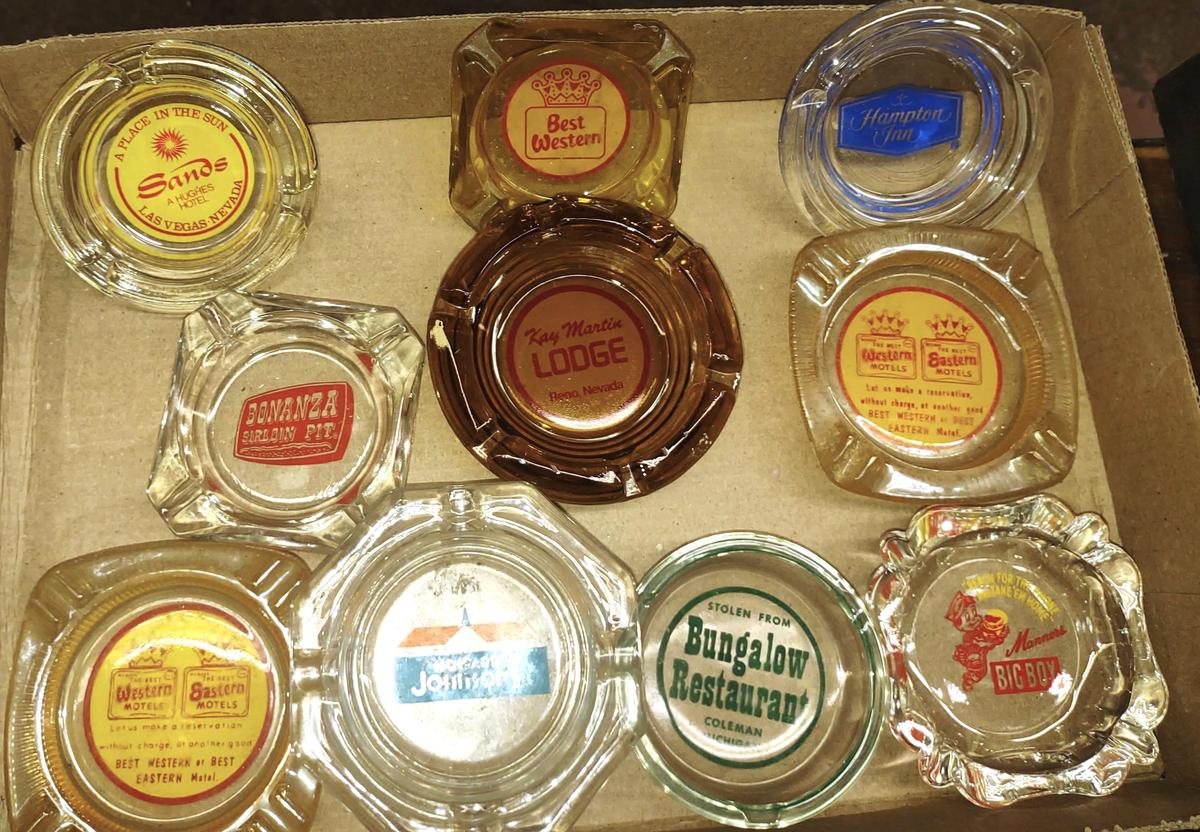 A PLACE IN THE SUN
Sands
A HUGHES
HOTEL
LAS VEGAS · NEVADA
Best
Western
Hampton
Inn
BONANZA
SIRLOIN PIT.
Kay Martin
LODGE
Reno, Nevada
THE BEST
Western
MOTELS
THE BEST
Eastern
MOTELS
Let us make a reservation,
without charge, at another good
BEST WESTERN or BEST
EASTERN Motel.
THE BEST
Western
MOTELS
THE BEST
Eastern
MOTELS
Let us make a reservation
without charge, at another good
BEST WESTERN or BEST
EASTERN Motel.
HOWARD
JOHNSON'S
STOLEN FROM
Bungalow
Restaurant
COLEMAN
MICHIGAN
Manners
BIG BOY